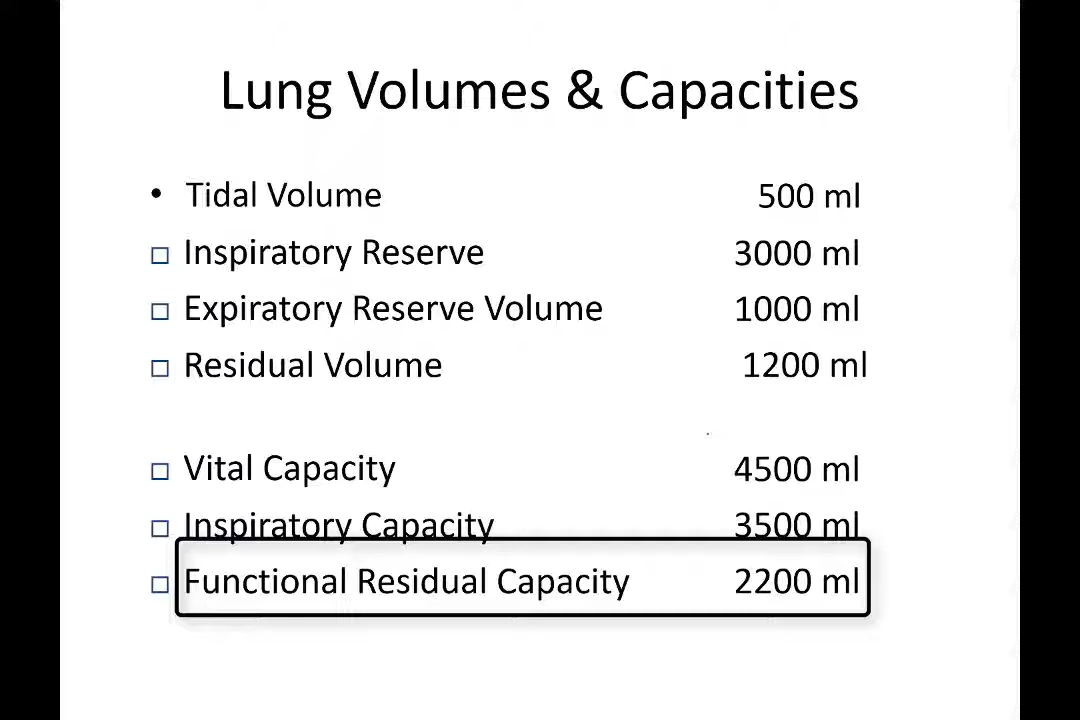 Lung Volumes & Capacities
• Tidal Volume 500 ml
□ Inspiratory Reserve 3000 ml
□ Expiratory Reserve Volume 1000 ml
□ Residual Volume 1200 ml
□ Vital Capacity 4500 ml
□ Inspiratory Capacity 3500 ml
□ Functional Residual Capacity 2200 ml